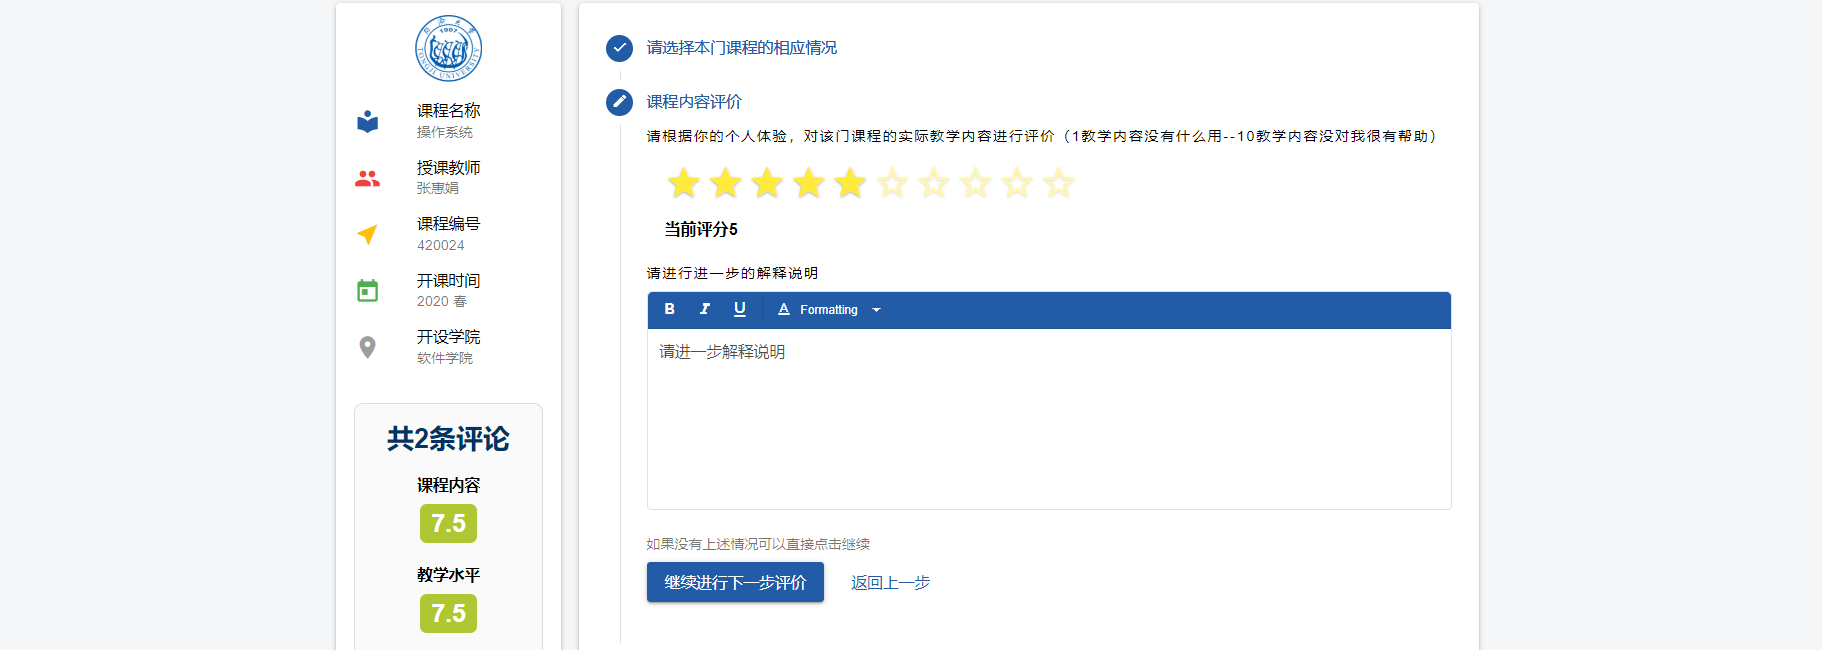 1907
TONGJI UNIVERSITY
课程名称
操作系统
授课教师
张惠娟
课程编号
420024
开课时间
2020 春
开设学院
软件学院
共2条评论
课程内容
7.5
教学水平
7.5
请选择本门课程的相应情况
课程内容评价
请根据你的个人体验，对该门课程的实际教学内容进行评价（1教学内容没有什么用--10教学内容没对我很有帮助）
当前评分5
请进行进一步的解释说明
B I U A Formatting
请进一步解释说明
如果没有上述情况可以直接点击继续
继续进行下一步评价
返回上一步